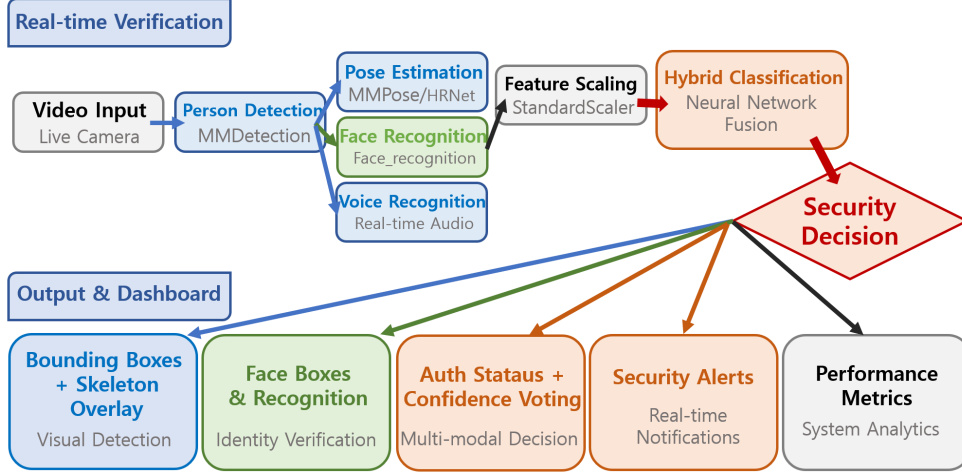 Real-time Verification
Video Input
Live Camera
Person Detection
MMDetection
Pose Estimation
MMPose/HRNet
Face Recognition
Face_recognition
Voice Recognition
Real-time Audio
Feature Scaling
StandardScaler
Hybrid Classification
Neural Network
Fusion
Security
Decision
Output & Dashboard
Bounding Boxes
+ Skeleton
Overlay
Visual Detection
Face Boxes
& Recognition
Identity Verification
Auth Stataus +
Confidence Voting
Multi-modal Decision
Security Alerts
Real-time
Notifications
Performance
Metrics
System Analytics